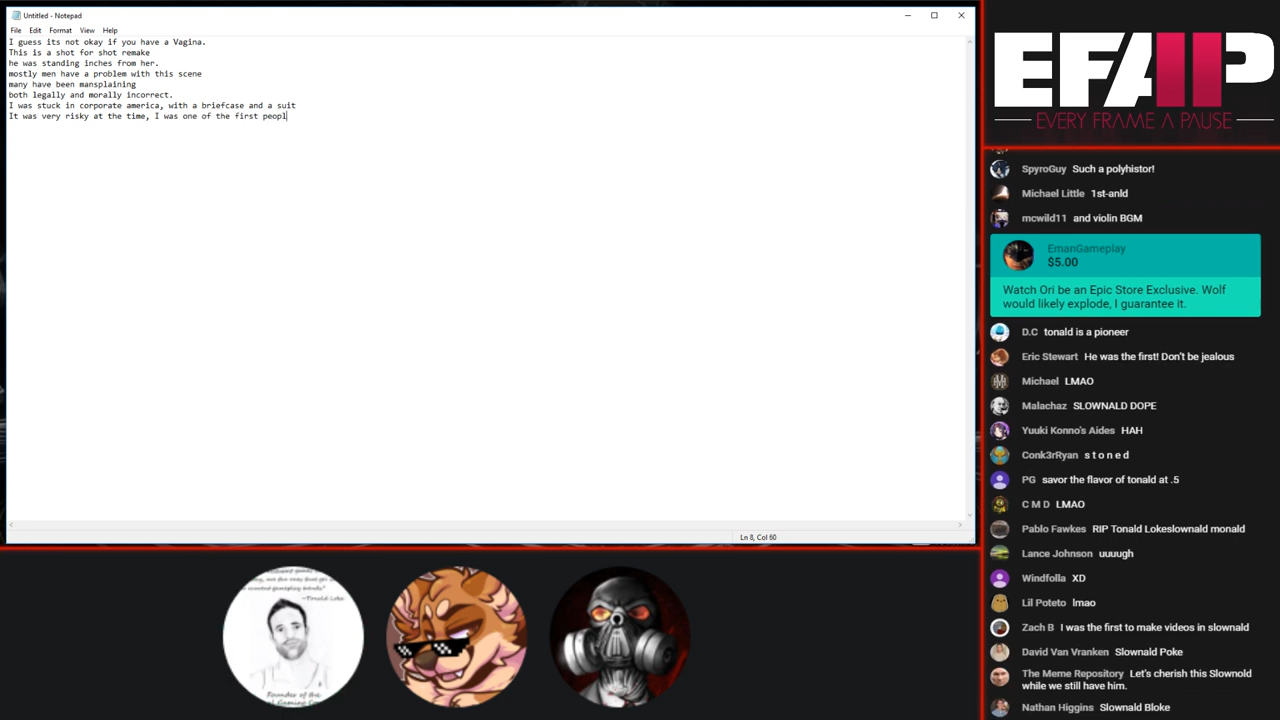 Untitled - Notepad
File Edit Format View Help
I guess its not okay if you have a Vagina.
This is a shot for shot remake
he was standing inches from her.
mostly men have a problem with this scene
many have been mansplaining
both legally and morally incorrect.
I was stuck in corporate america, with a briefcase and a suit
It was very risky at the time, I was one of the first peopl
Ln 8, Col 60
EFAP
EVERY FRAME A PAUSE
SpyroGuy Such a polyhistor!
Michael Little 1st-anld
mcwild11 and violin BGM
EmanGameplay
$5.00
Watch Ori be an Epic Store Exclusive. Wolf
would likely explode, I guarantee it.
D.C tonald is a pioneer
Eric Stewart He was the first! Don't be jealous
Michael LMAO
Malachaz SLOWNALD DOPE
Yuuki Konno's Aides HAH
Conk3rRyan s t o n e d
PG savor the flavor of tonald at .5
C M D LMAO
Pablo Fawkes RIP Tonald Lokeslownald monald
Lance Johnson uuuugh
Windfolla XD
Lil Poteto lmao
Zach B I was the first to make videos in slownald
David Van Vranken Slownald Poke
The Meme Repository Let's cherish this Slownold
while we still have him.
Nathan Higgins Slownald Bloke
~Tonald Loke
Founder of the